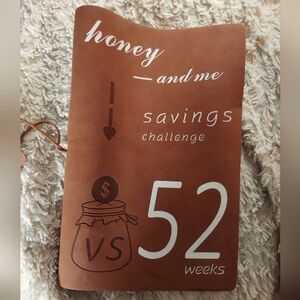 honey
—and me
savings
challenge
$
VS
52
weeks